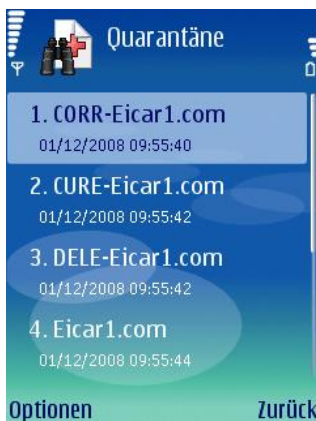 Quarantäne
1. CORR-Eicar1.com
01/12/2008 09:55:40
2. CURE-Eicar1.com
01/12/2008 09:55:42
3. DELE-Eicar1.com
01/12/2008 09:55:42
4. Eicar1.com
01/12/2008 09:55:44
Optionen Zurück